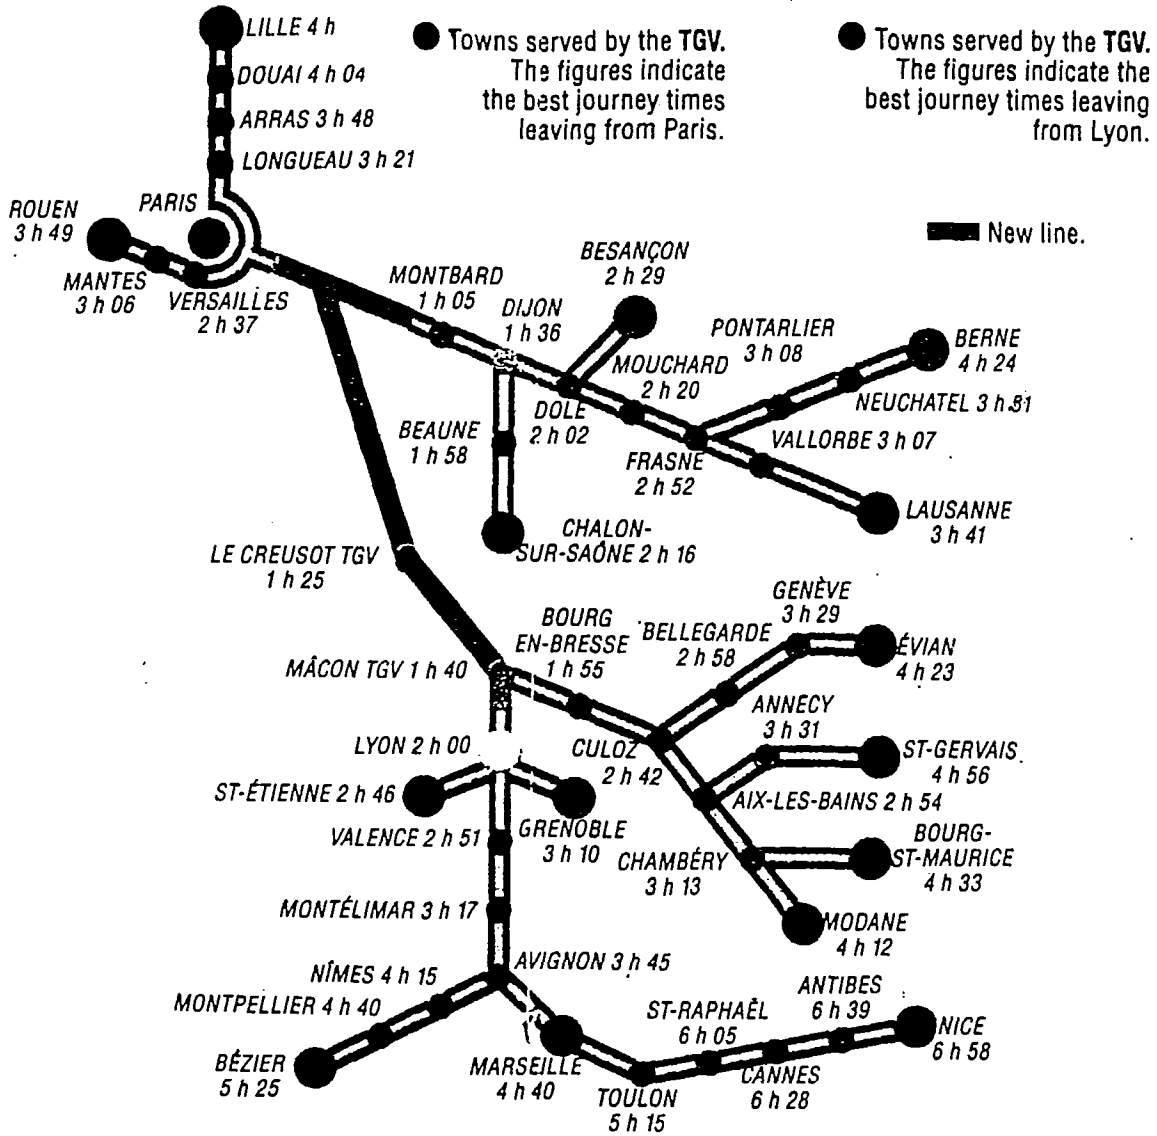 LILLE 4 h
DOUAI 4 h 04
ARRAS 3 h 48
LONGUEAU 3 h 21
Towns served by the TGV.
The figures indicate
the best journey times
leaving from Paris.
Towns served by the TGV.
The figures indicate the
best journey times leaving
from Lyon.
New line.
PARIS
ROUEN
3 h 49
MANTES
3 h 06
VERSAILLES
2 h 37
MONTBARD
1 h 05
DIJON
1 h 36
BESANÇON
2 h 29
MOUCHARD
2 h 20
PONTARLIER
3 h 08
BERNE
4 h 24
NEUCHATEL 3 h
BEAUNE
1 h 58
DOLE
2 h 02
FRASNE
2 h 52
VALLORBE 3 h 07
LAUSANNE
3 h 41
CHALON-
SUR-SAÔNE 2 h 16
LE CREUSOT TGV
1 h 25
MÂCON TGV 1 h 40
BOURG
EN-BRESSE
1 h 55
BELLEGARDE
2 h 58
GENÈVE
3 h 29
ÉVIAN
4 h 23
LYON 2 h 00
CULOZ
2 h 42
ANNECY
3 h 31
ST-GERVAIS
4 h 56
ST-ÉTIENNE 2 h 46
GRENOBLE
3 h 10
AIX-LES-BAINS 2 h 54
VALENCE 2 h 51
CHAMBÉRY
3 h 13
BOURG-
ST-MAURICE
4 h 33
MONTÉLIMAR 3 h 17
MODANE
4 h 12
AVIGNON 3 h 45
NÎMES 4 h 15
MONTPELLIER 4 h 40
BÉZIER
5 h 25
MARSEILLE
4 h 40
TOULON
5 h 15
ST-RAPHAËL
6 h 05
CANNES
6 h 28
ANTIBES
6 h 39
NICE
6 h 58